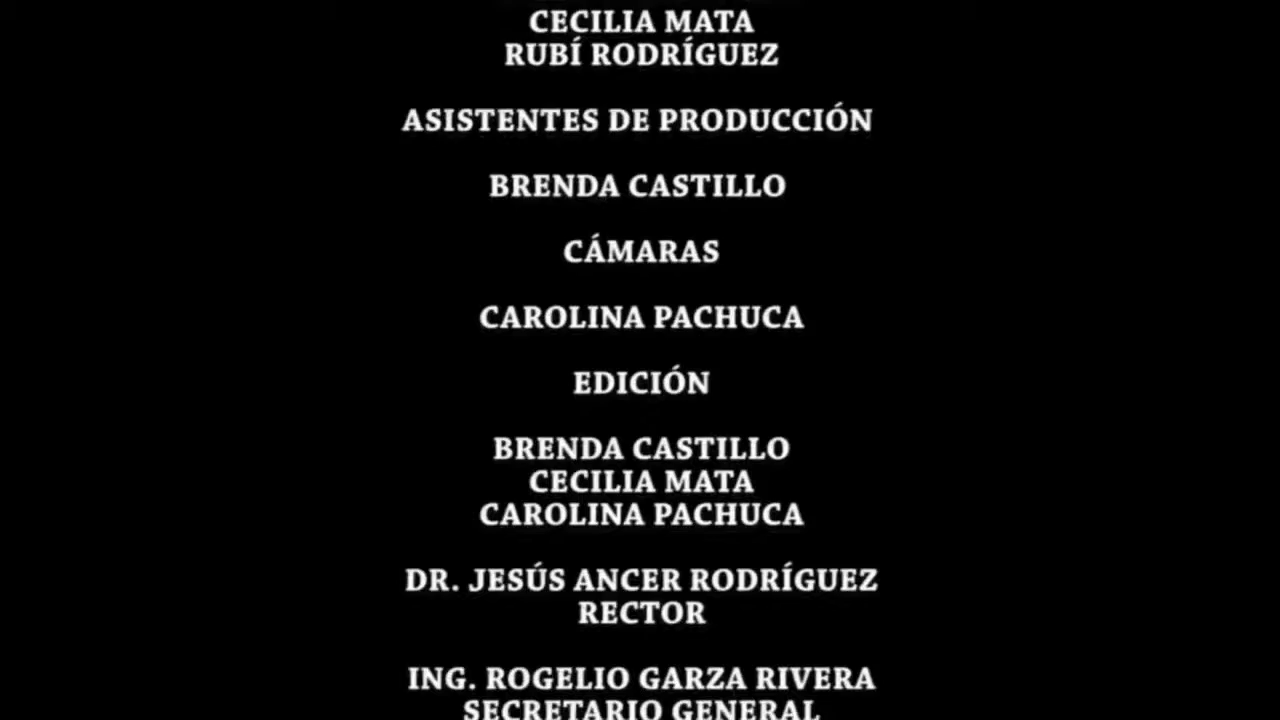 CECILIA MATA
RUBÍ RODRÍGUEZ
ASISTENTES DE PRODUCCIÓN
BRENDA CASTILLO
CÁMARAS
CAROLINA PACHUCA
EDICIÓN
BRENDA CASTILLO
CECILIA MATA
CAROLINA PACHUCA
DR. JESÚS ANCER RODRÍGUEZ
RECTOR
ING. ROGELIO GARZA RIVERA
SECRETARIO GENERAL